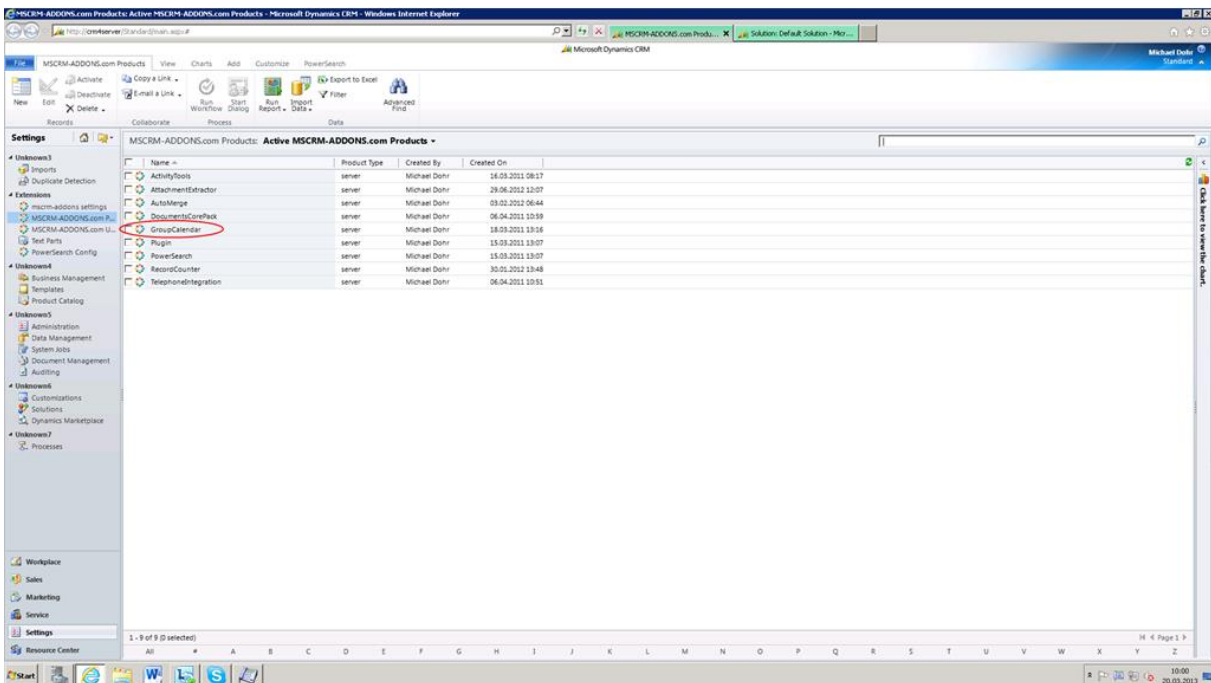 MSCRM-ADDONS.com Products: Active MSCRM-ADDONS.com Products - Microsoft Dynamics CRM - Windows Internet Explorer
http://crm4server/Standard/main.aspx#
MSCRM-ADDONS.com Produ...
Solution: Default Solution - Micr...
Microsoft Dynamics CRM
Michael Dohr
Standard
File
MSCRM-ADDONS.com Products
View
Charts
Add
Customize
PowerSearch
New
Edit
Activate
Deactivate
Delete
Records
Copy a Link
E-mail a Link
Collaborate
Run Workflow
Start Dialog
Process
Run Report
Import Data
Export to Excel
Filter
Advanced Find
Data
Settings
MSCRM-ADDONS.com Products: Active MSCRM-ADDONS.com Products
Unknown3
Imports
Duplicate Detection
Extensions
mscrm-addons settings
MSCRM-ADDONS.com P...
MSCRM-ADDONS.com U...
Text Parts
PowerSearch Config
Unknown4
Business Management
Templates
Product Catalog
Unknown5
Administration
Data Management
System Jobs
Document Management
Auditing
Unknown6
Customizations
Solutions
Dynamics Marketplace
Unknown7
Processes
Workplace
Sales
Marketing
Service
Settings
Resource Center
Name Product Type Created By Created On
ActivityTools server Michael Dohr 16.03.2011 08:17
AttachmentExtractor server Michael Dohr 29.06.2012 12:07
AutoMerge server Michael Dohr 03.02.2012 06:44
DocumentsCorePack server Michael Dohr 06.04.2011 10:59
GroupCalendar server Michael Dohr 18.03.2011 13:16
Plugin server Michael Dohr 15.03.2011 13:07
PowerSearch server Michael Dohr 15.03.2011 13:07
RecordCounter server Michael Dohr 30.01.2012 13:48
TelephoneIntegration server Michael Dohr 06.04.2011 10:51
Click here to view the chart.
1 - 9 of 9 (0 selected)
Page 1
All # A B C D E F G H I J K L M N O P Q R S T U V W X Y Z
Start
10:00
20.03.2013